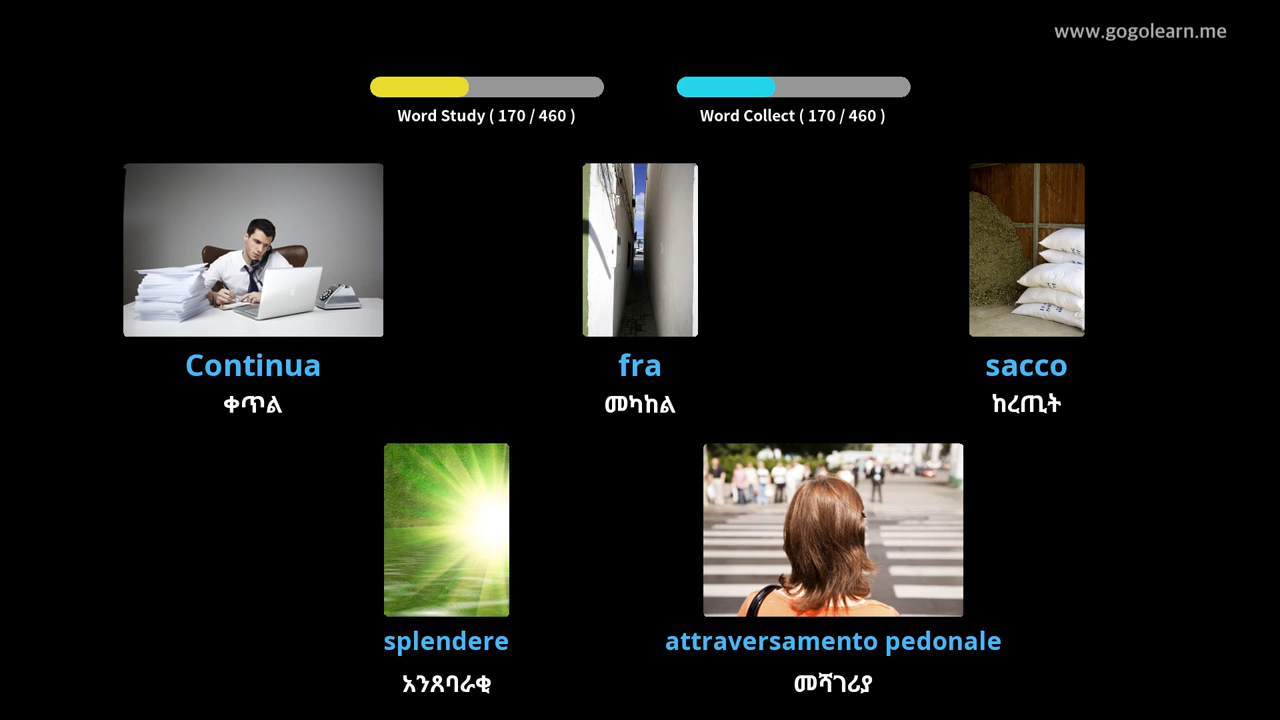 www.gogolearn.me
Word Study ( 170 / 460 )
Word Collect ( 170 / 460 )
Continua
ቀጥል
fra
መካከል
sacco
ከረጢት
splendere
አንጸባራቂ
attraversamento pedonale
መሻገሪያ